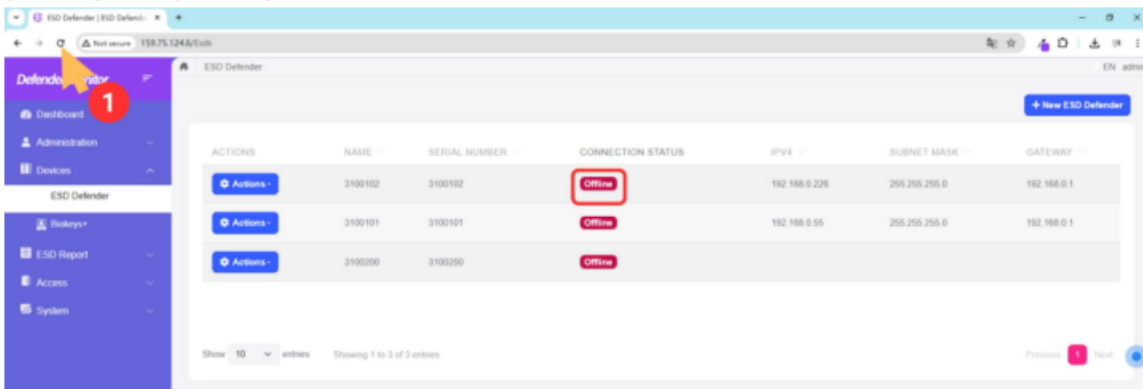 ESD Defender | ESD Defend
Not secure 159.75.124.6/Esds
Defender Monitor
ESD Defender
EN admi
1
+ New ESD Defender
Dashboard
Administration
Devices
ESD Defender
Biokeys+
ESD Report
Access
System
ACTIONS NAME SERIAL NUMBER CONNECTION STATUS IPV4 SUBNET MASK GATEWAY
Actions 3100102 3100102 Offline 192.168.0.226 255.255.255.0 192.168.0.1
Actions 3100101 3100101 Offline 192.168.0.55 255.255.255.0 192.168.0.1
Actions 3100200 3100200 Offline
Show 10 entries Showing 1 to 3 of 3 entries Previous 1 Next